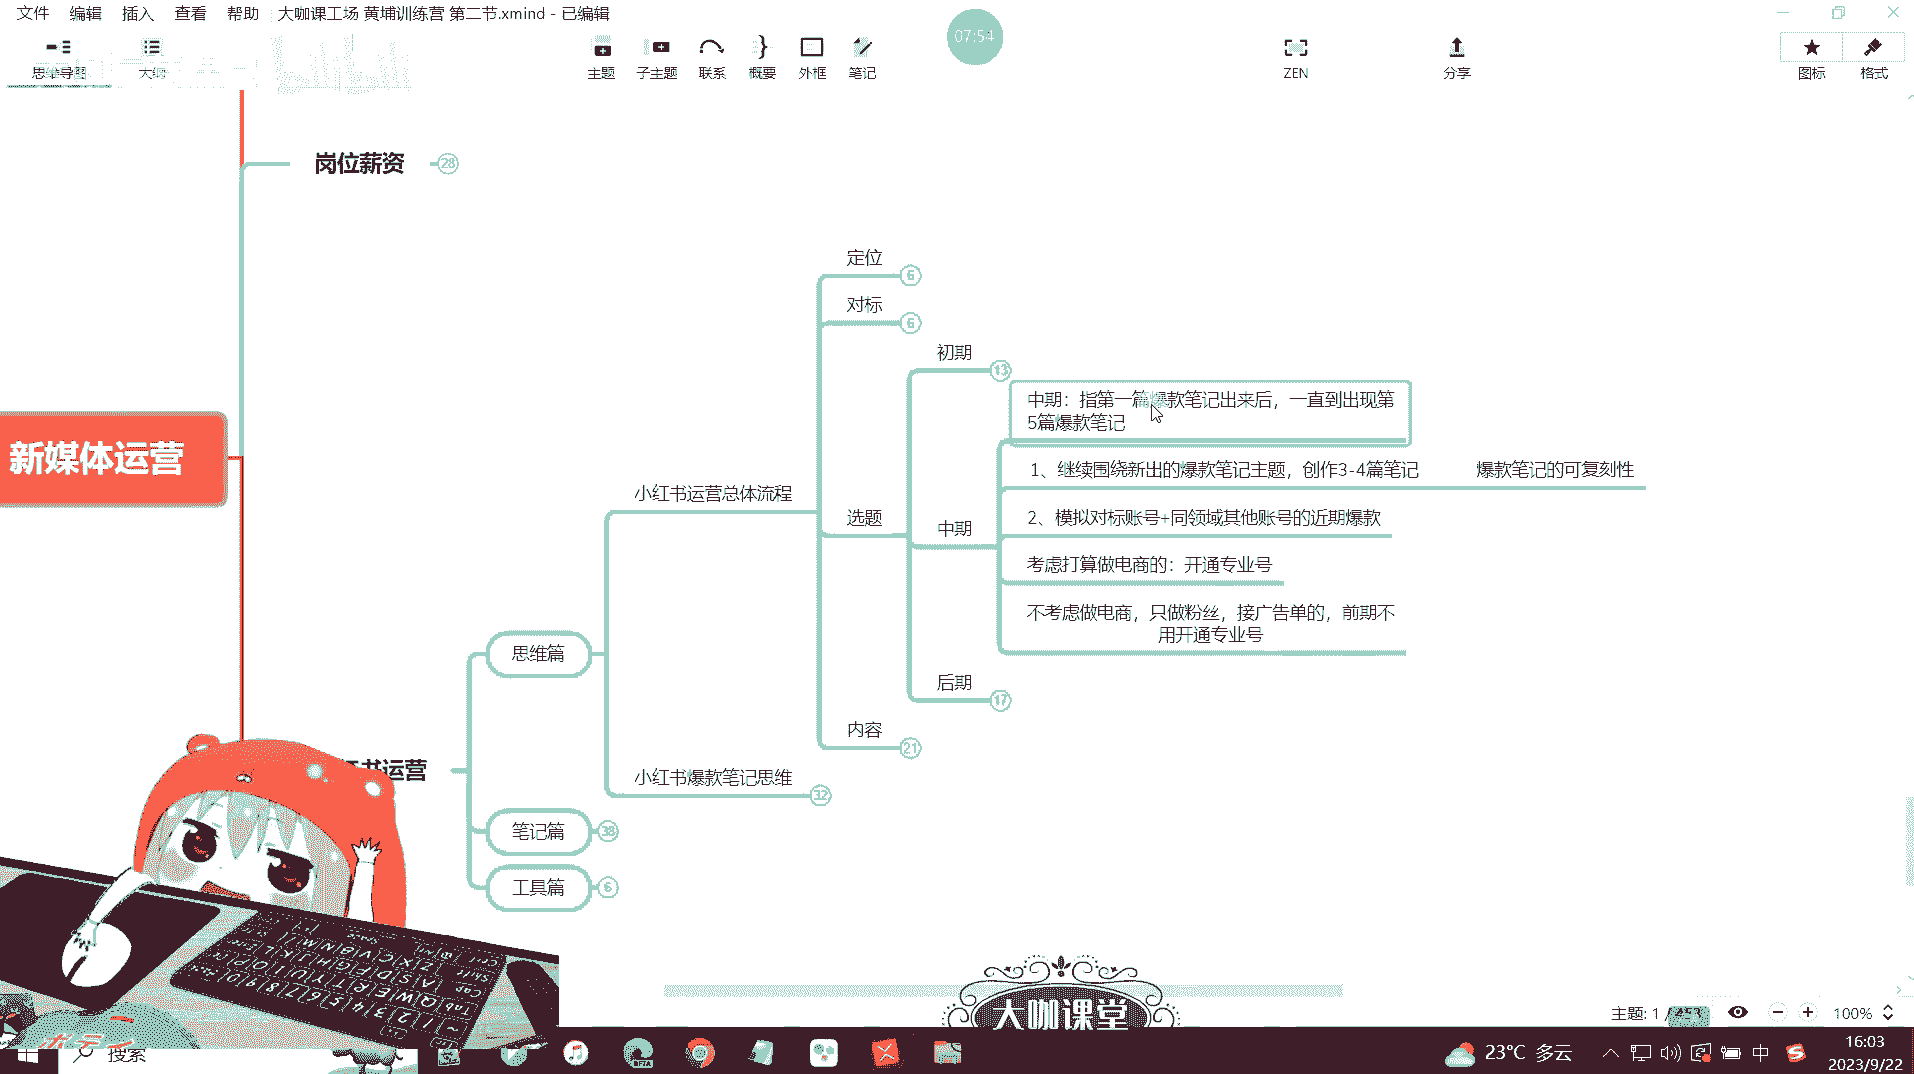 文件 编辑 插入 查看 帮助 大咖课工场 黄埔训练营 第二节.xmind - 已编辑
思维导图 大纲 主题 子主题 联系 概要 外框 笔记 07:54 ZEN 分享 图标 格式
岗位薪资 28
定位 6
对标 6
初期 13
中期：指第一篇爆款笔记出来后，一直到出现第
5篇爆款笔记
新媒体运营
1、继续围绕新出的爆款笔记主题，创作3-4篇笔记 爆款笔记的可复刻性
小红书运营总体流程
选题
中期
2、模拟对标账号+同领域其他账号的近期爆款
考虑打算做电商的：开通专业号
不考虑做电商，只做粉丝，接广告单的，前期不
用开通专业号
思维篇
后期 17
内容 21
书运营
小红书爆款笔记思维 32
笔记篇 38
工具篇 6
大咖课堂
主题: 1 / 453 100%
搜索
23°C 多云 中 16:03
2023/9/22